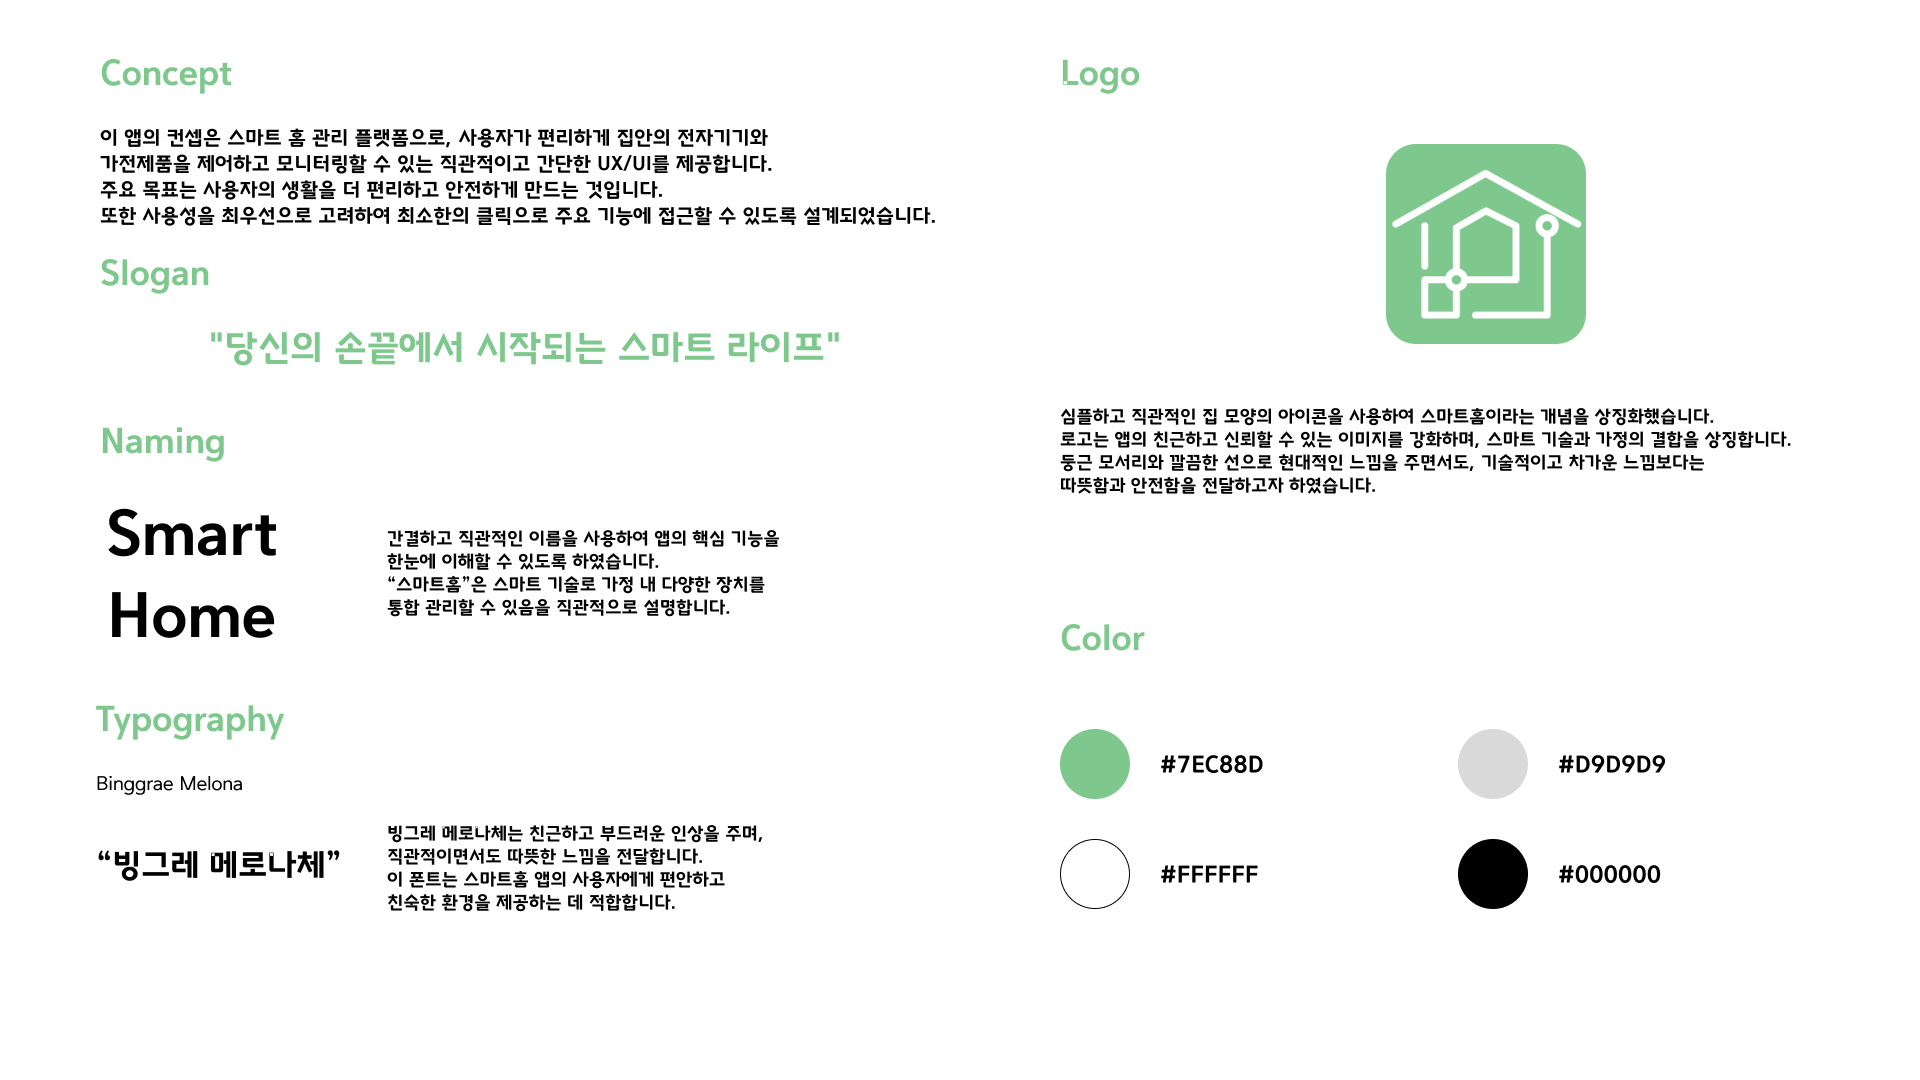 Concept
이 앱의 컨셉은 스마트 홈 관리 플랫폼으로, 사용자가 편리하게 집안의 전자기기와
가전제품을 제어하고 모니터링할 수 있는 직관적이고 간단한 UX/UI를 제공합니다.
주요 목표는 사용자의 생활을 더 편리하고 안전하게 만드는 것입니다.
또한 사용성을 최우선으로 고려하여 최소한의 클릭으로 주요 기능에 접근할 수 있도록 설계되었습니다.
Slogan
"당신의 손끝에서 시작되는 스마트 라이프"
Naming
Smart
Home
간결하고 직관적인 이름을 사용하여 앱의 핵심 기능을
한눈에 이해할 수 있도록 하였습니다.
“스마트홈”은 스마트 기술로 가정 내 다양한 장치를
통합 관리할 수 있음을 직관적으로 설명합니다.
Typography
Binggrae Melona
“빙그레 메로나체”
빙그레 메로나체는 친근하고 부드러운 인상을 주며,
직관적이면서도 따뜻한 느낌을 전달합니다.
이 폰트는 스마트홈 앱의 사용자에게 편안하고
친숙한 환경을 제공하는 데 적합합니다.
Logo
심플하고 직관적인 집 모양의 아이콘을 사용하여 스마트홈이라는 개념을 상징화했습니다.
로고는 앱의 친근하고 신뢰할 수 있는 이미지를 강화하며, 스마트 기술과 가정의 결합을 상징합니다.
둥근 모서리와 깔끔한 선으로 현대적인 느낌을 주면서도, 기술적이고 차가운 느낌보다는
따뜻함과 안전함을 전달하고자 하였습니다.
Color
#7EC88D
#D9D9D9
#FFFFFF
#000000